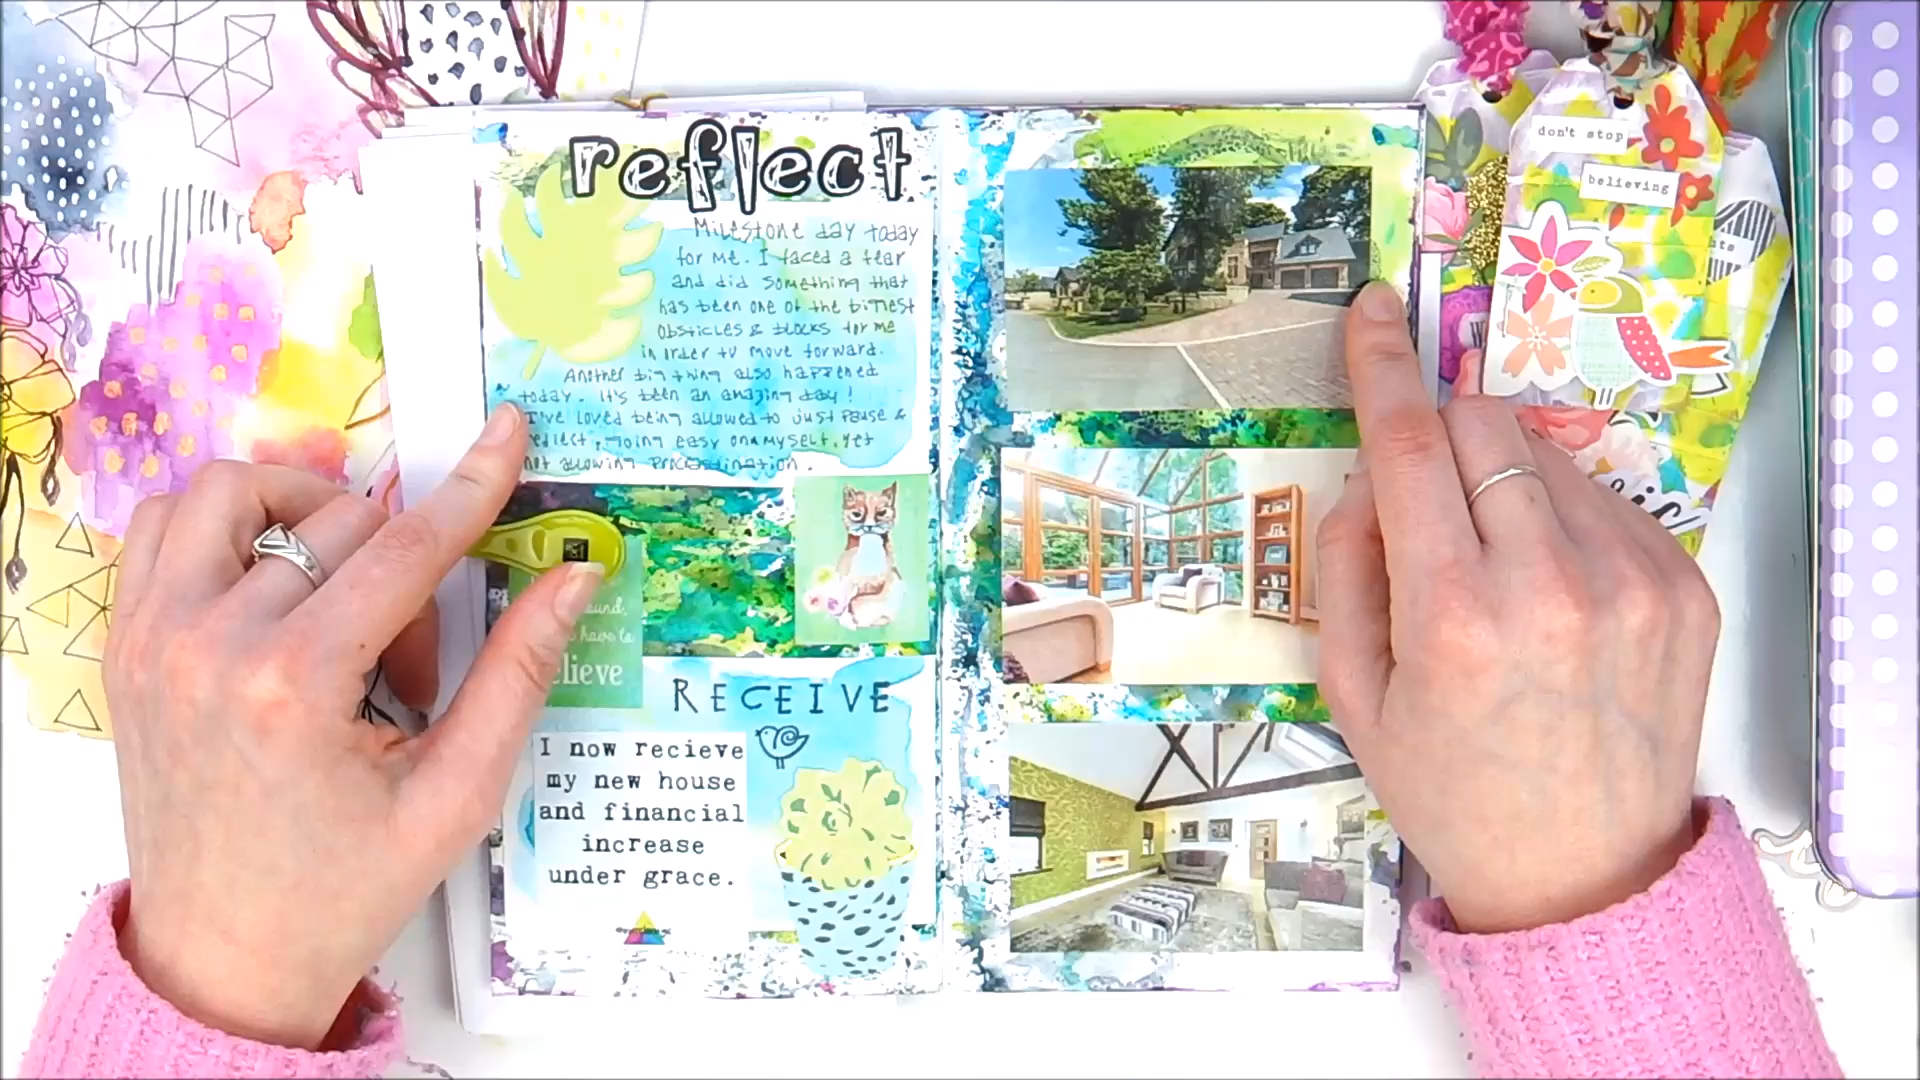 reflect
Milestone day today
for me. I faced a fear
and did something that
has been one of the biggest
obsticles & blocks for me
in order to move forward.
Another big thing also happened
today. It's been an amazing day!
I've loved being allowed to just pause &
reflect, going easy on myself, yet
not allowing procrastination.
have to
elieve
RECEIVE
I now recieve
my new house
and financial
increase
under grace.
don't stop
believing